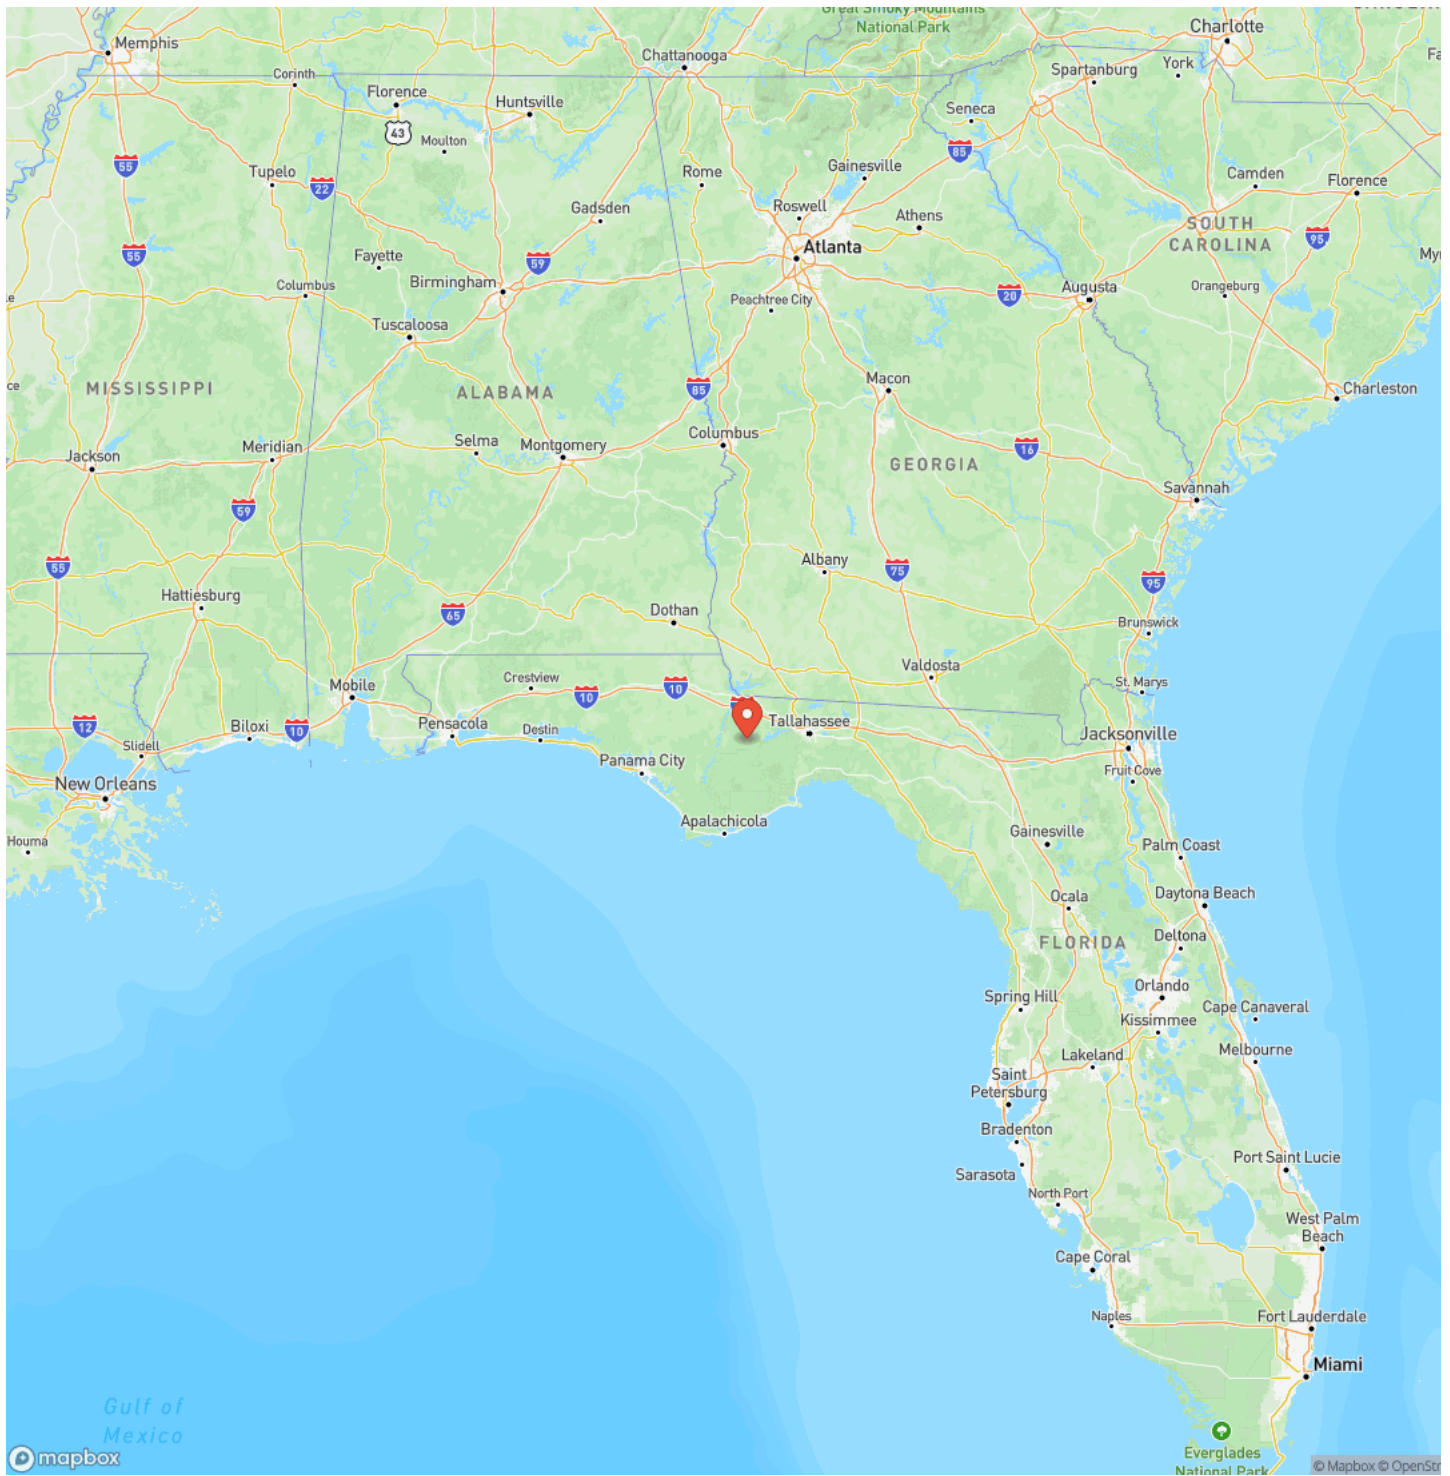 Great Smoky Mountains
National Park
Charlotte
Memphis
Chattanooga
York
Spartanburg
Corinth
Florence
Huntsville
Seneca
43
Moulton
55
85
Gainesville
Tupelo
22
Rome
Camden
Florence
Roswell
Gadsden
Athens
SOUTH
CAROLINA
95
55
Atlanta
Fayette
59
Birmingham
Columbus
Peachtree City
20
Augusta
Orangeburg
Tuscaloosa
MISSISSIPPI
ALABAMA
85
Macon
Charleston
Jackson
Meridian
Selma
Montgomery
Columbus
16
GEORGIA
Savannah
59
55
Albany
75
95
Hattiesburg
65
Dothan
Brunswick
Valdosta
Crestview
10
10
St. Marys
Mobile
12
Biloxi
10
Pensacola
Destin
Tallahassee
Jacksonville
Slidell
Panama City
Fruit Cove
New Orleans
Apalachicola
Gainesville
Houma
Palm Coast
Ocala
Daytona Beach
FLORIDA
Deltona
Orlando
Spring Hill
Cape Canaveral
Kissimmee
Lakeland
Melbourne
Saint
Petersburg
Bradenton
Port Saint Lucie
Sarasota
North Port
West Palm
Beach
Cape Coral
Naples
Fort Lauderdale
Miami
Gulf of
Mexico
Everglades
National Park
mapbox
© Mapbox © OpenStr